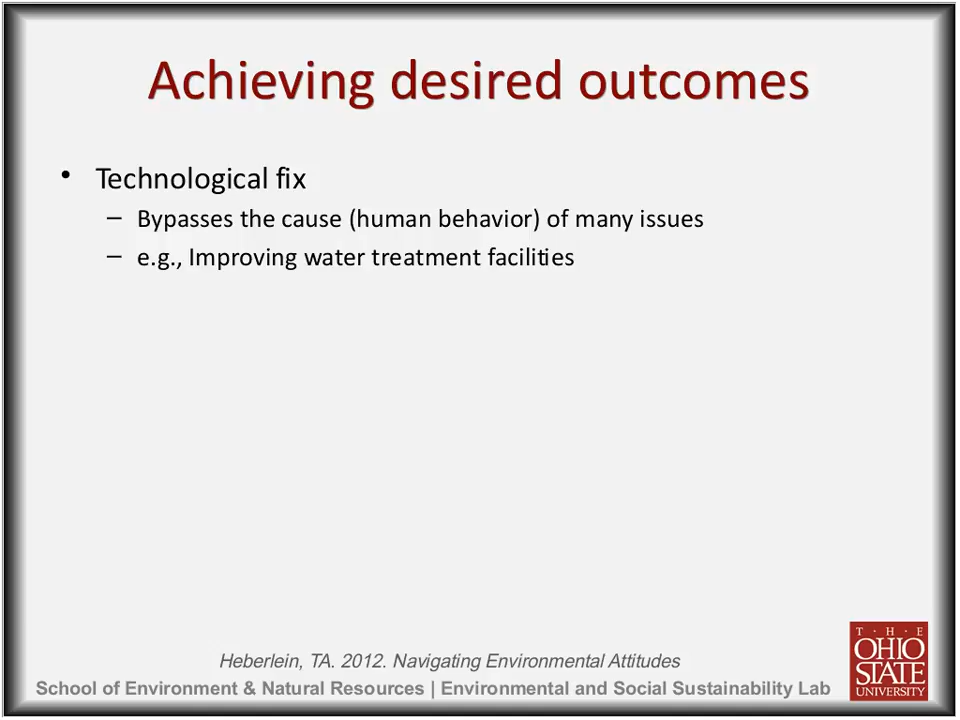 Achieving desired outcomes
• Technological fix
– Bypasses the cause (human behavior) of many issues
– e.g., Improving water treatment facilities
Heberlein, TA. 2012. Navigating Environmental Attitudes
School of Environment & Natural Resources | Environmental and Social Sustainability Lab
T · H · E
OHIO
STATE
UNIVERSITY